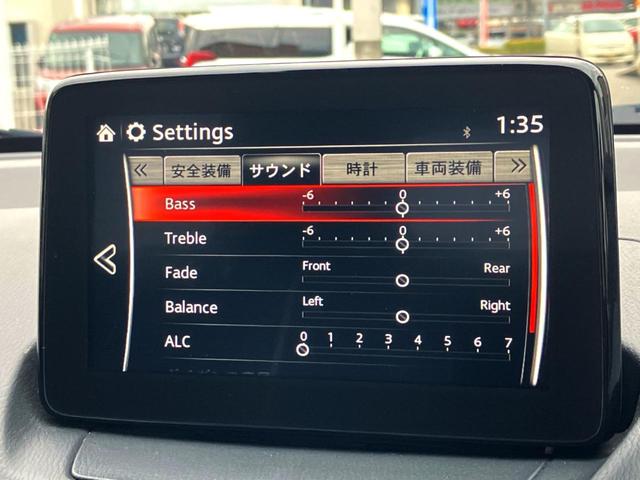 Settings 1:35
« 安全装備 サウンド 時計 車両装備 »
Bass -6 0 +6
Treble -6 0 +6
Fade Front Rear
Balance Left Right
ALC 0 1 2 3 4 5 6 7